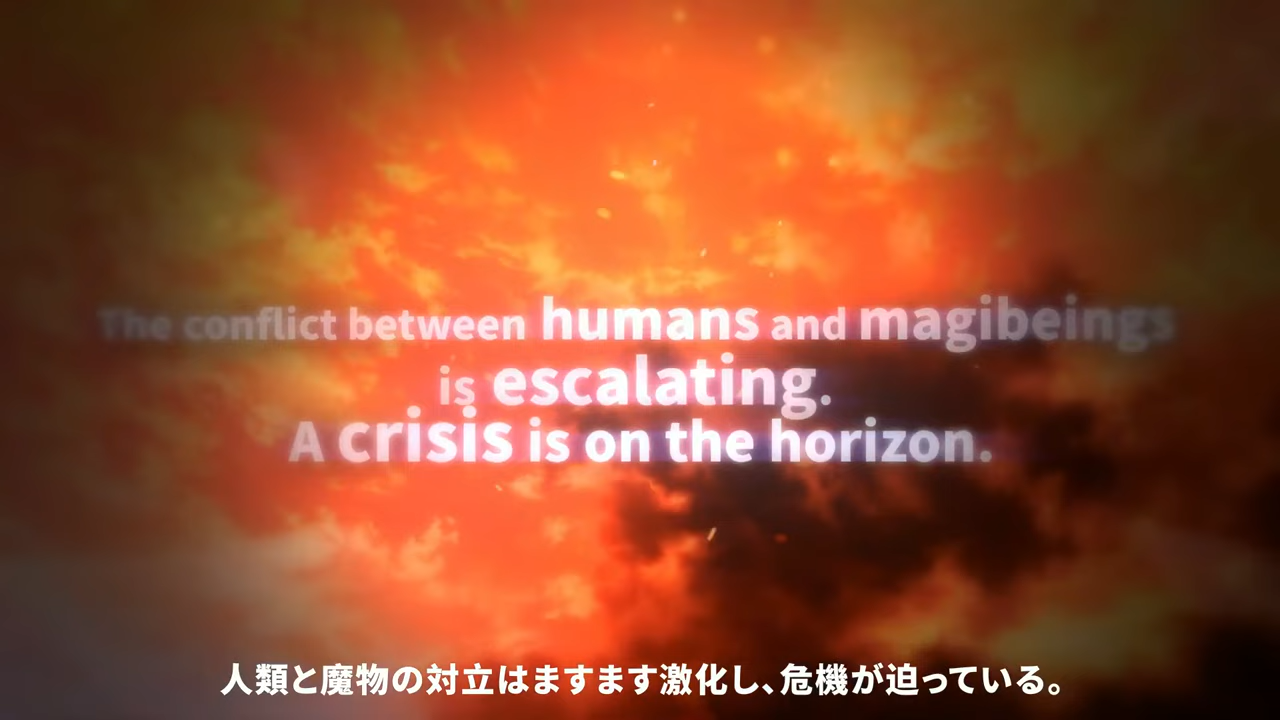 The conflict between humans and magibeings
is escalating.
A crisis is on the horizon.
人類と魔物の対立はますます激化し、危機が迫っている。